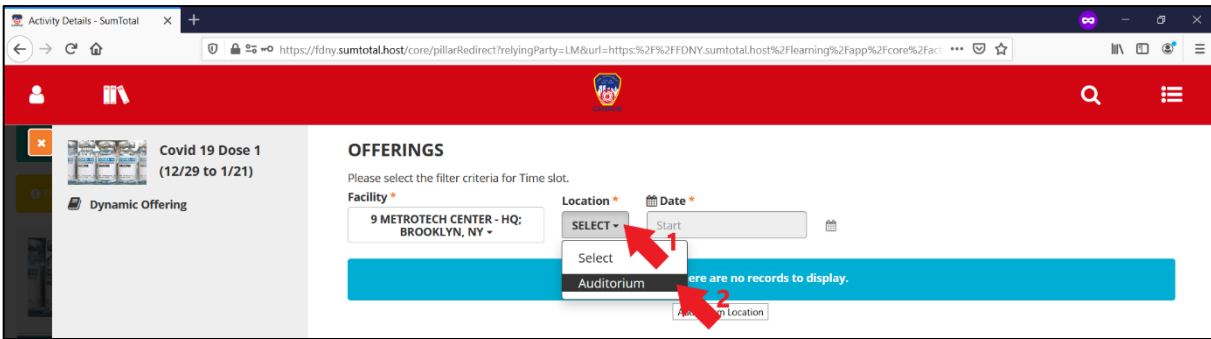 Activity Details - SumTotal
https://fdny.sumtotal.host/core/pillarRedirect?relyingParty=LM&url=https:%2F%2FFDNY.sumtotal.host%2Flearning%2Fapp%2Fcore%2Fact
OFFERINGS
Covid 19 Dose 1
(12/29 to 1/21)
Dynamic Offering
Please select the filter criteria for Time slot.
Facility *
Location *
Date *
9 METROTECH CENTER - HQ;
BROOKLYN, NY
SELECT
Start
1
Select
Auditorium
ere are no records to display.
2
Location